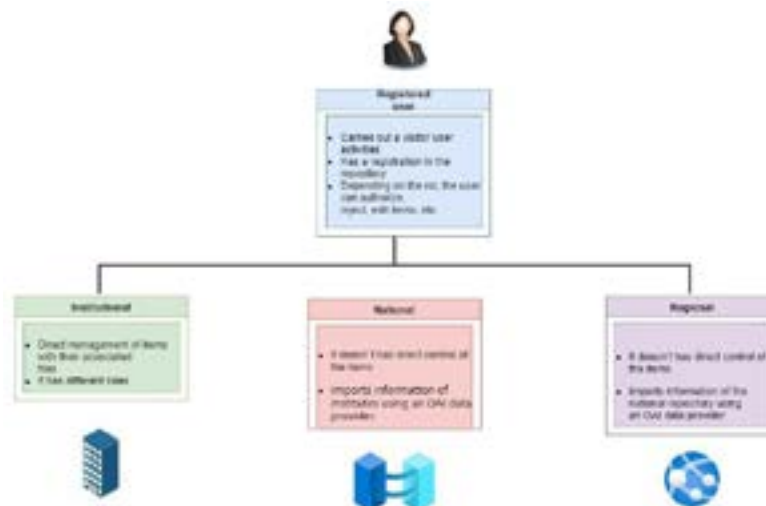 Registered
user
Carries out a visitor user
activities
Has a registration in the
repository
Depending on the rol, the user
can authorize,
reject, edit items, etc
Institutional
Direct management of items
with their associated
files
It has different roles
National
It doesn't has direct control of
the items
Imports information of
institutes using an OAI data
provider
Regional
It doesn't has direct control of
the items
Imports information of the
national repository using
an OAI data provider